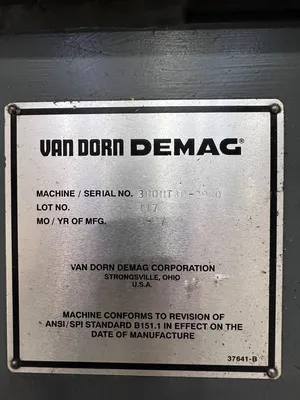 VAN DORN DEMAG®
MACHINE / SERIAL NO.
LOT NO.
MO / YR OF MFG.
VAN DORN DEMAG CORPORATION
STRONGSVILLE, OHIO
U.S.A.
MACHINE CONFORMS TO REVISION OF
ANSI/SPI STANDARD B151.1 IN EFFECT ON THE
DATE OF MANUFACTURE
37641-B